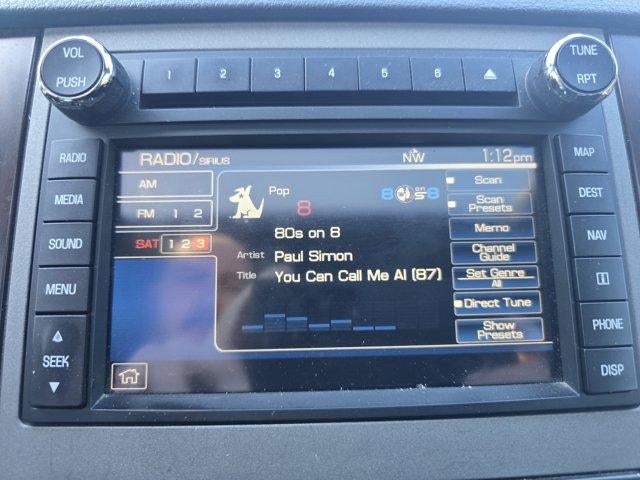 VOL
PUSH
1 2 3 4 5 6
TUNE
RPT
RADIO
MEDIA
SOUND
MENU
SEEK
MAP
DEST
NAV
i
PHONE
DISP
RADIO/SIRIUS NW 1:12pm
AM
FM 1 2
SAT 1 2 3
Pop
8
8 on 8
80s on 8
Artist Paul Simon
Title You Can Call Me Al (87)
Scan
Scan
Presets
Memo
Channel
Guide
Set Genre
All
Direct Tune
Show
Presets